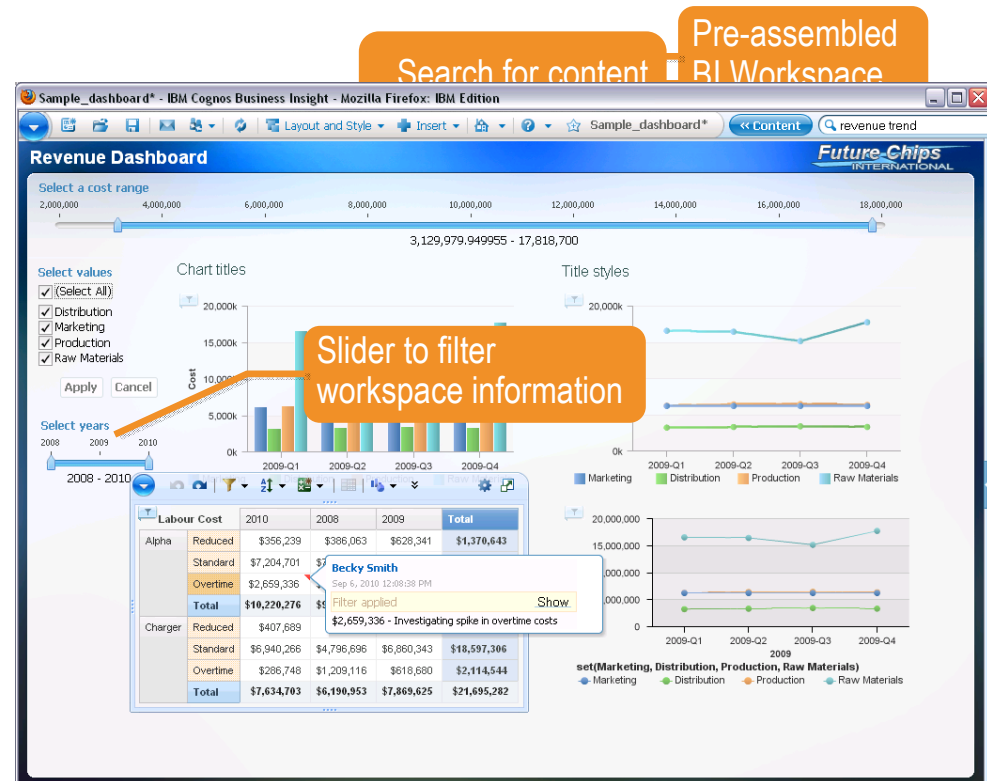 Pre-assembled
Search for content
BI Workspace
Sample_dashboard* - IBM Cognos Business Insight - Mozilla Firefox: IBM Edition
Layout and Style Insert Sample_dashboard* « Content revenue trend
Revenue Dashboard
Future Chips
INTERNATIONAL
Select a cost range
2,000,000 4,000,000 6,000,000 8,000,000 10,000,000 12,000,000 14,000,000 16,000,000 18,000,000
3,129,979.949955 - 17,818,700
Select values
(Select All)
Distribution
Marketing
Production
Raw Materials
Apply Cancel
Select years
2008 2009 2010
2008 - 2010
Chart titles
20,000k
15,000k
10,000k
5,000k
0k
Cost
2009-Q1 2009-Q2 2009-Q3 2009-Q4
Slider to filter
workspace information
Title styles
20,000k
0k
2009-Q1 2009-Q2 2009-Q3 2009-Q4
Marketing Distribution Production Raw Materials
Labour Cost 2010 2008 2009 Total
Alpha Reduced $356,239 $386,063 $628,341 $1,370,643
Standard $7,204,701
Overtime $2,659,336
Total $10,220,276
Charger Reduced $407,689
Standard $6,940,266 $4,796,696 $6,860,343 $18,597,306
Overtime $286,748 $1,209,116 $618,680 $2,114,544
Total $7,634,703 $6,190,953 $7,869,625 $21,695,282
Becky Smith
Sep 6, 2010 12:08:38 PM
Filter applied Show
$2,659,336 - Investigating spike in overtime costs
20,000,000
15,000,000
,000,000
,000,000
0
2009-Q1 2009-Q2 2009-Q3 2009-Q4
2009
set(Marketing, Distribution, Production, Raw Materials)
Marketing Distribution Production Raw Materials